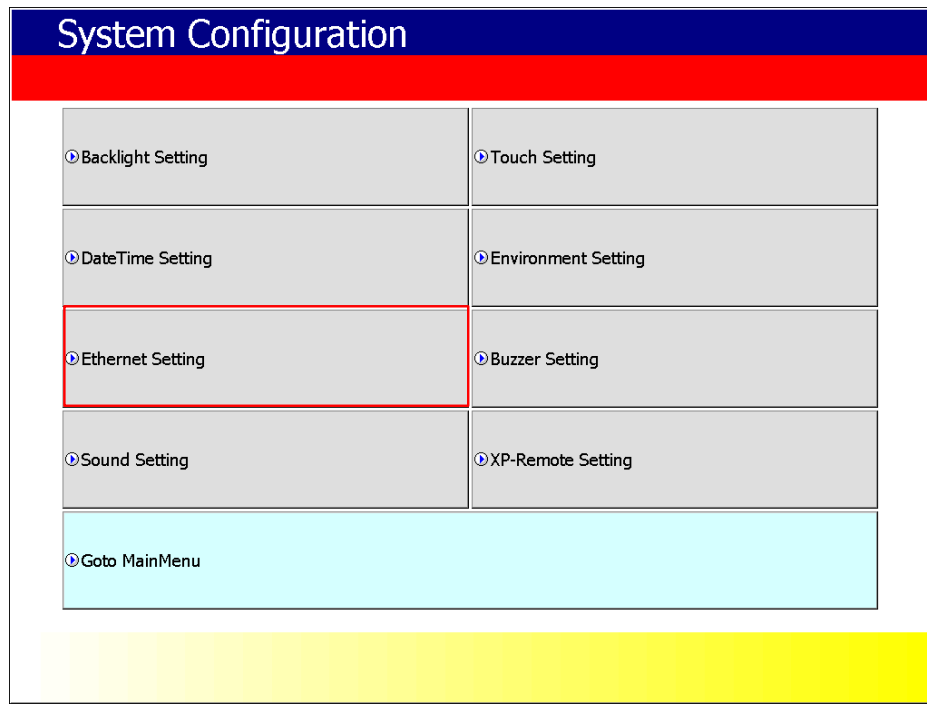 System Configuration
Backlight Setting
Touch Setting
DateTime Setting
Environment Setting
Ethernet Setting
Buzzer Setting
Sound Setting
XP-Remote Setting
Goto MainMenu